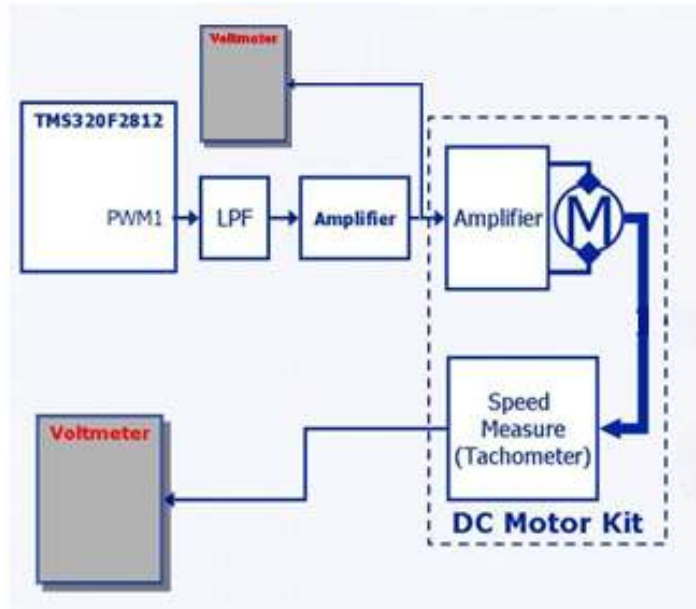 Voltmeter
TMS320F2812
PWM1
LPF
Amplifier
Amplifier
M
Speed
Measure
(Tachometer)
Voltmeter
DC Motor Kit